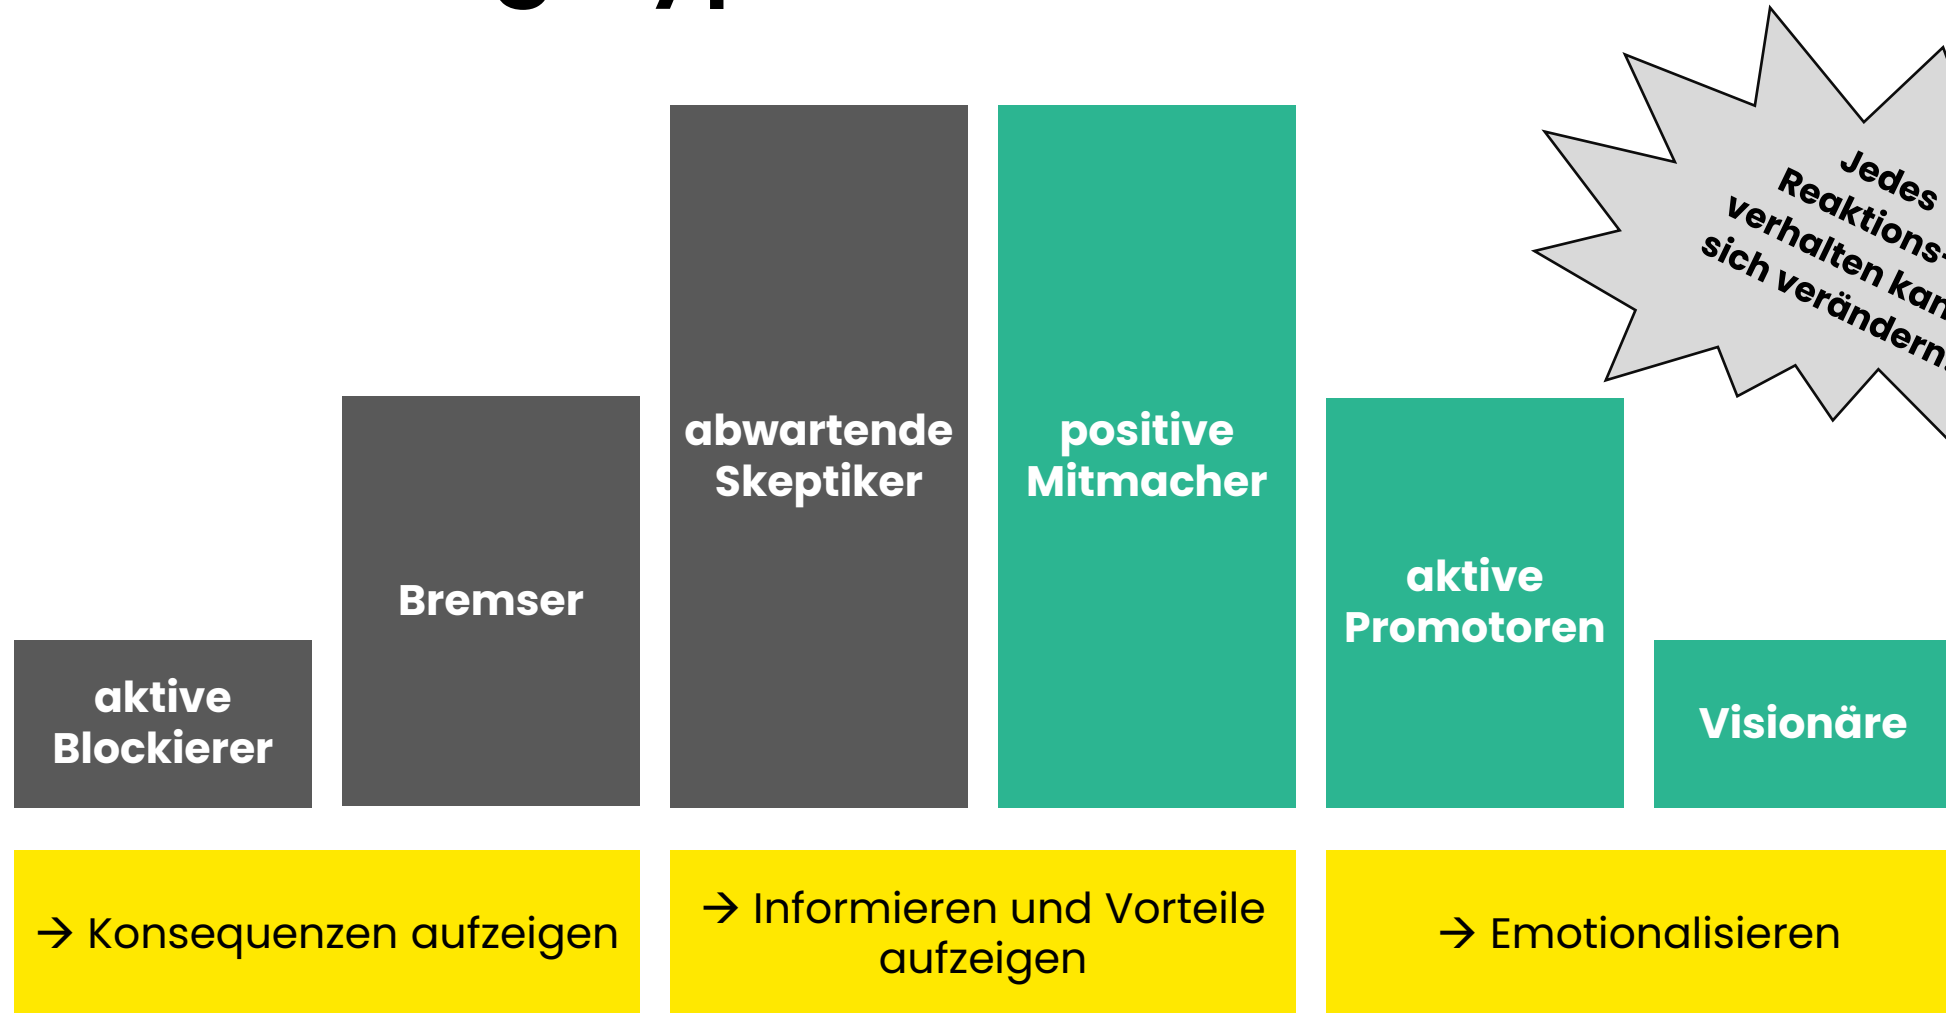 Jedes
Reaktions-
verhalten kan
sich verändern.
abwartende
Skeptiker
positive
Mitmacher
Bremser
aktive
Promotoren
aktive
Blockierer
Visionäre
→ Konsequenzen aufzeigen
→ Informieren und Vorteile
aufzeigen
→ Emotionalisieren